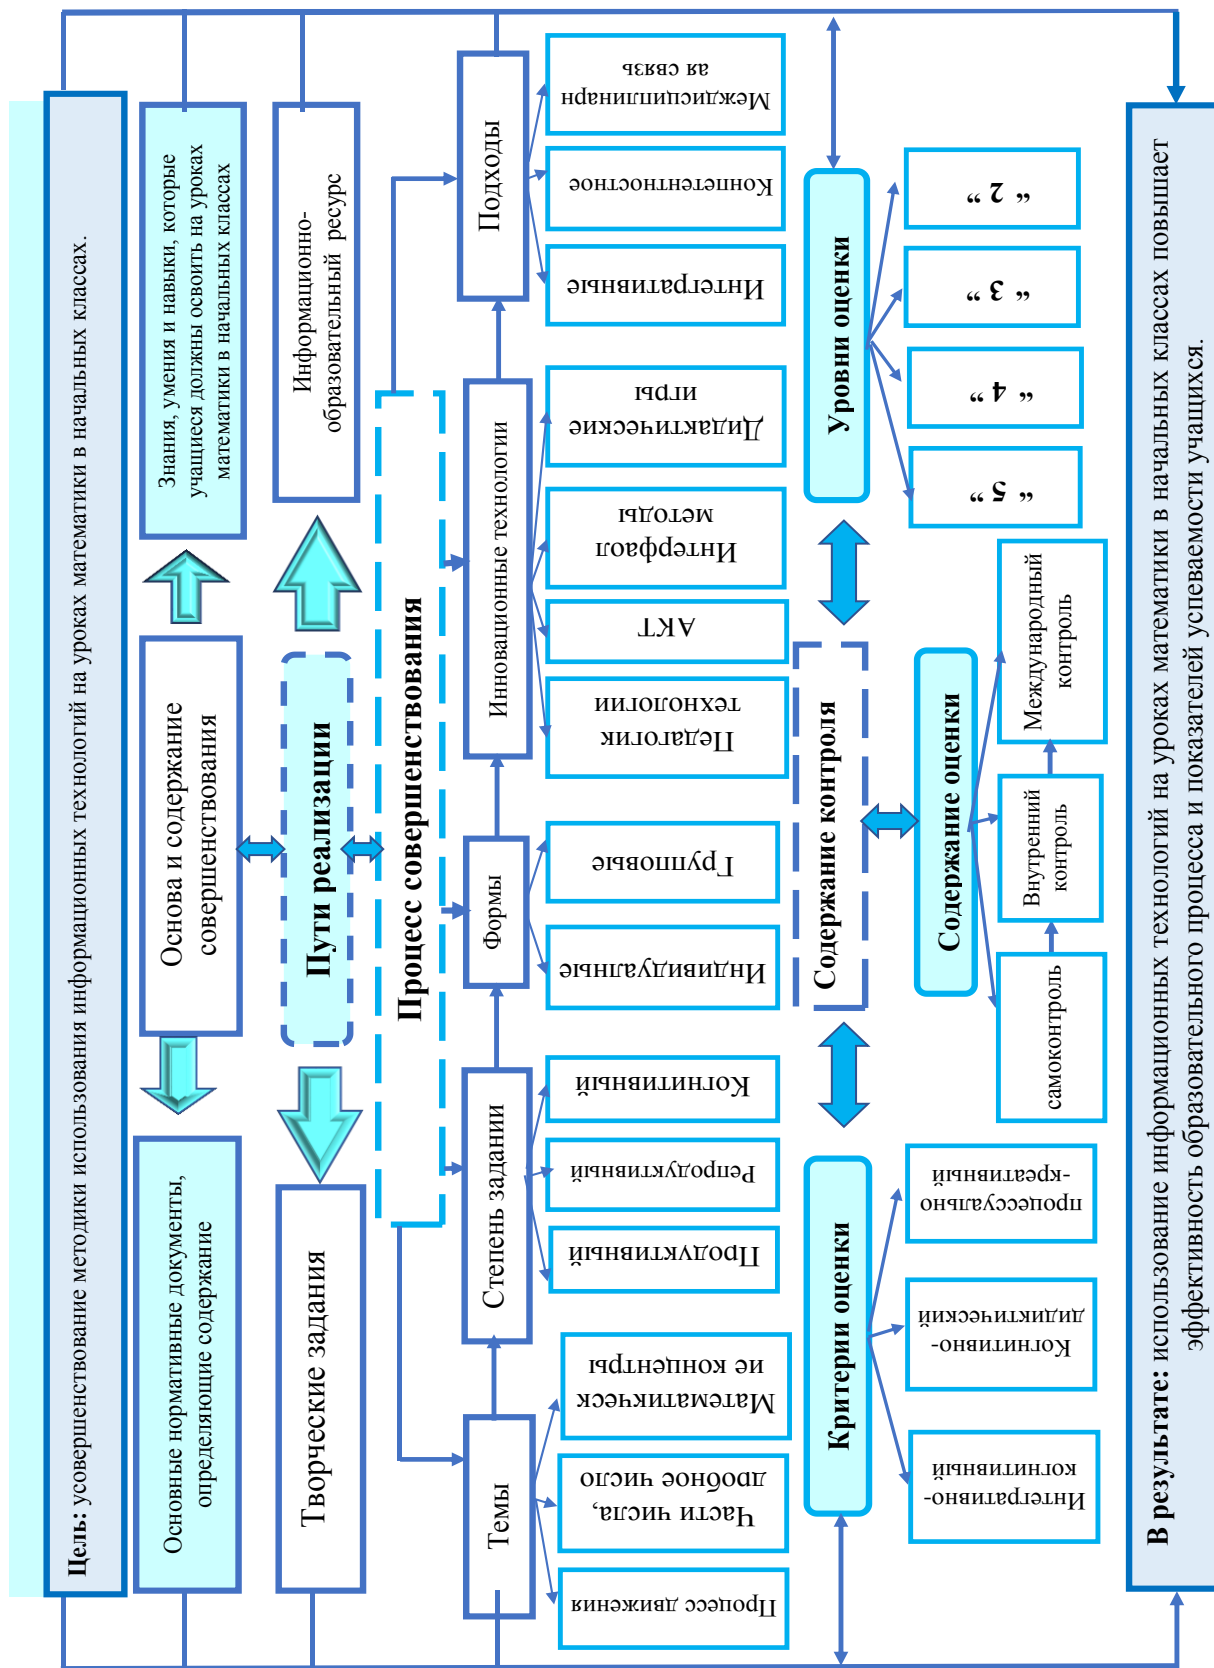 Цель: усовершенствование методики использования информационных технологий на уроках математики в начальных классах.
Основные нормативные документы,
определяющие содержание
Основа и содержание
совершенствования
Знания, умения и навыки, которые
учащиеся должны освоить на уроках
математики в начальных классах
Творческие задания
Пути реализации
Информационно-
образовательный ресурс
Процесс совершенствования
Темы
Степень задании
Формы
Инновационные технологии
Подходы
Процесс движения
Части числа,
дробное число
Математикческ
ие концентры
Продуктивный
Репродуктивный
Когнитивный
Индивидуалные
Групповые
Педагогик
технологии
АКТ
Интерфаол
методы
Дидактические
игры
Интегративные
Конпетентностное
Междисциплинарн
ая связь
Критерии оценки
Содержание контроля
Уровни оценки
Интегративно-
когнитивный
Когнитивно-
дидиктический
процессуально
-креативный
Содержание оценки
самоконтроль
Внутренний
контроль
Международный
контроль
“ 5 ”
“ 4 ”
“ 3 ”
“ 2 ”
В результате: использование информационных технологий на уроках математики в начальных классах повышает
эффективность образовательного процесса и показателей успеваемости учащихся.